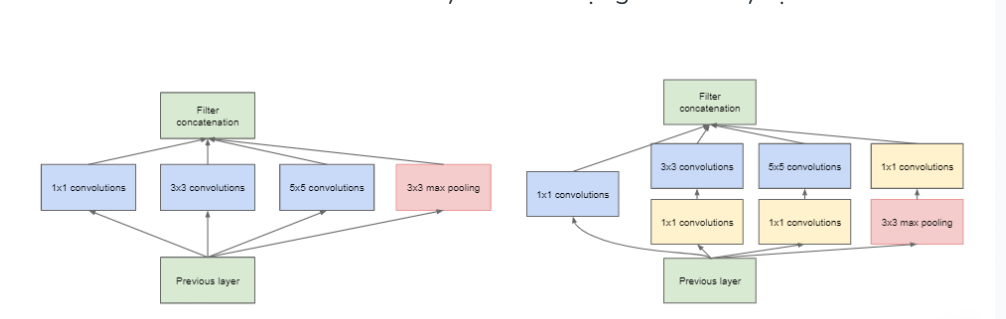 Filter
concatenation
1x1 convolutions
3x3 convolutions
5x5 convolutions
3x3 max pooling
Previous layer
Filter
concatenation
1x1 convolutions
3x3 convolutions
5x5 convolutions
1x1 convolutions
1x1 convolutions
1x1 convolutions
3x3 max pooling
Previous layer